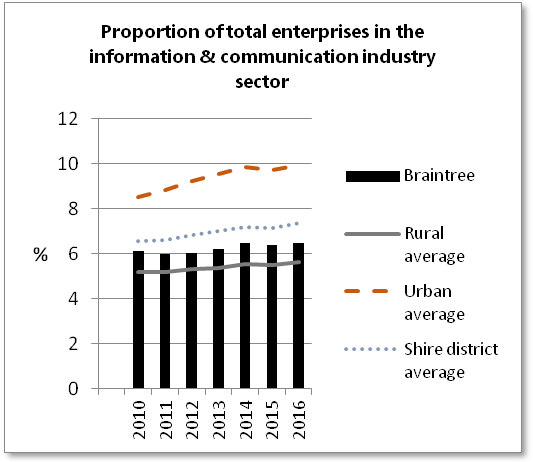 Proportion of total enterprises in the
information & communication industry
sector
12
10
8
6
4
2
0
%
2010
2011
2012
2013
2014
2015
2016
Braintree
Rural
average
Urban
average
Shire district
average